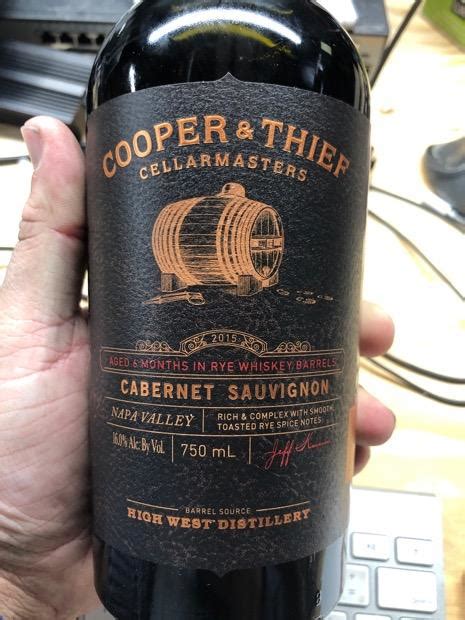 COOPER & THIEF
CELLARMASTERS
2015
AGED 6 MONTHS IN RYE WHISKEY BARRELS
CABERNET SAUVIGNON
NAPA VALLEY
RICH & COMPLEX WITH SMOOTH
TOASTED RYE SPICE NOTES
16.0% Alc. By Vol.
750 mL
BARREL SOURCE
HIGH WEST DISTILLERY